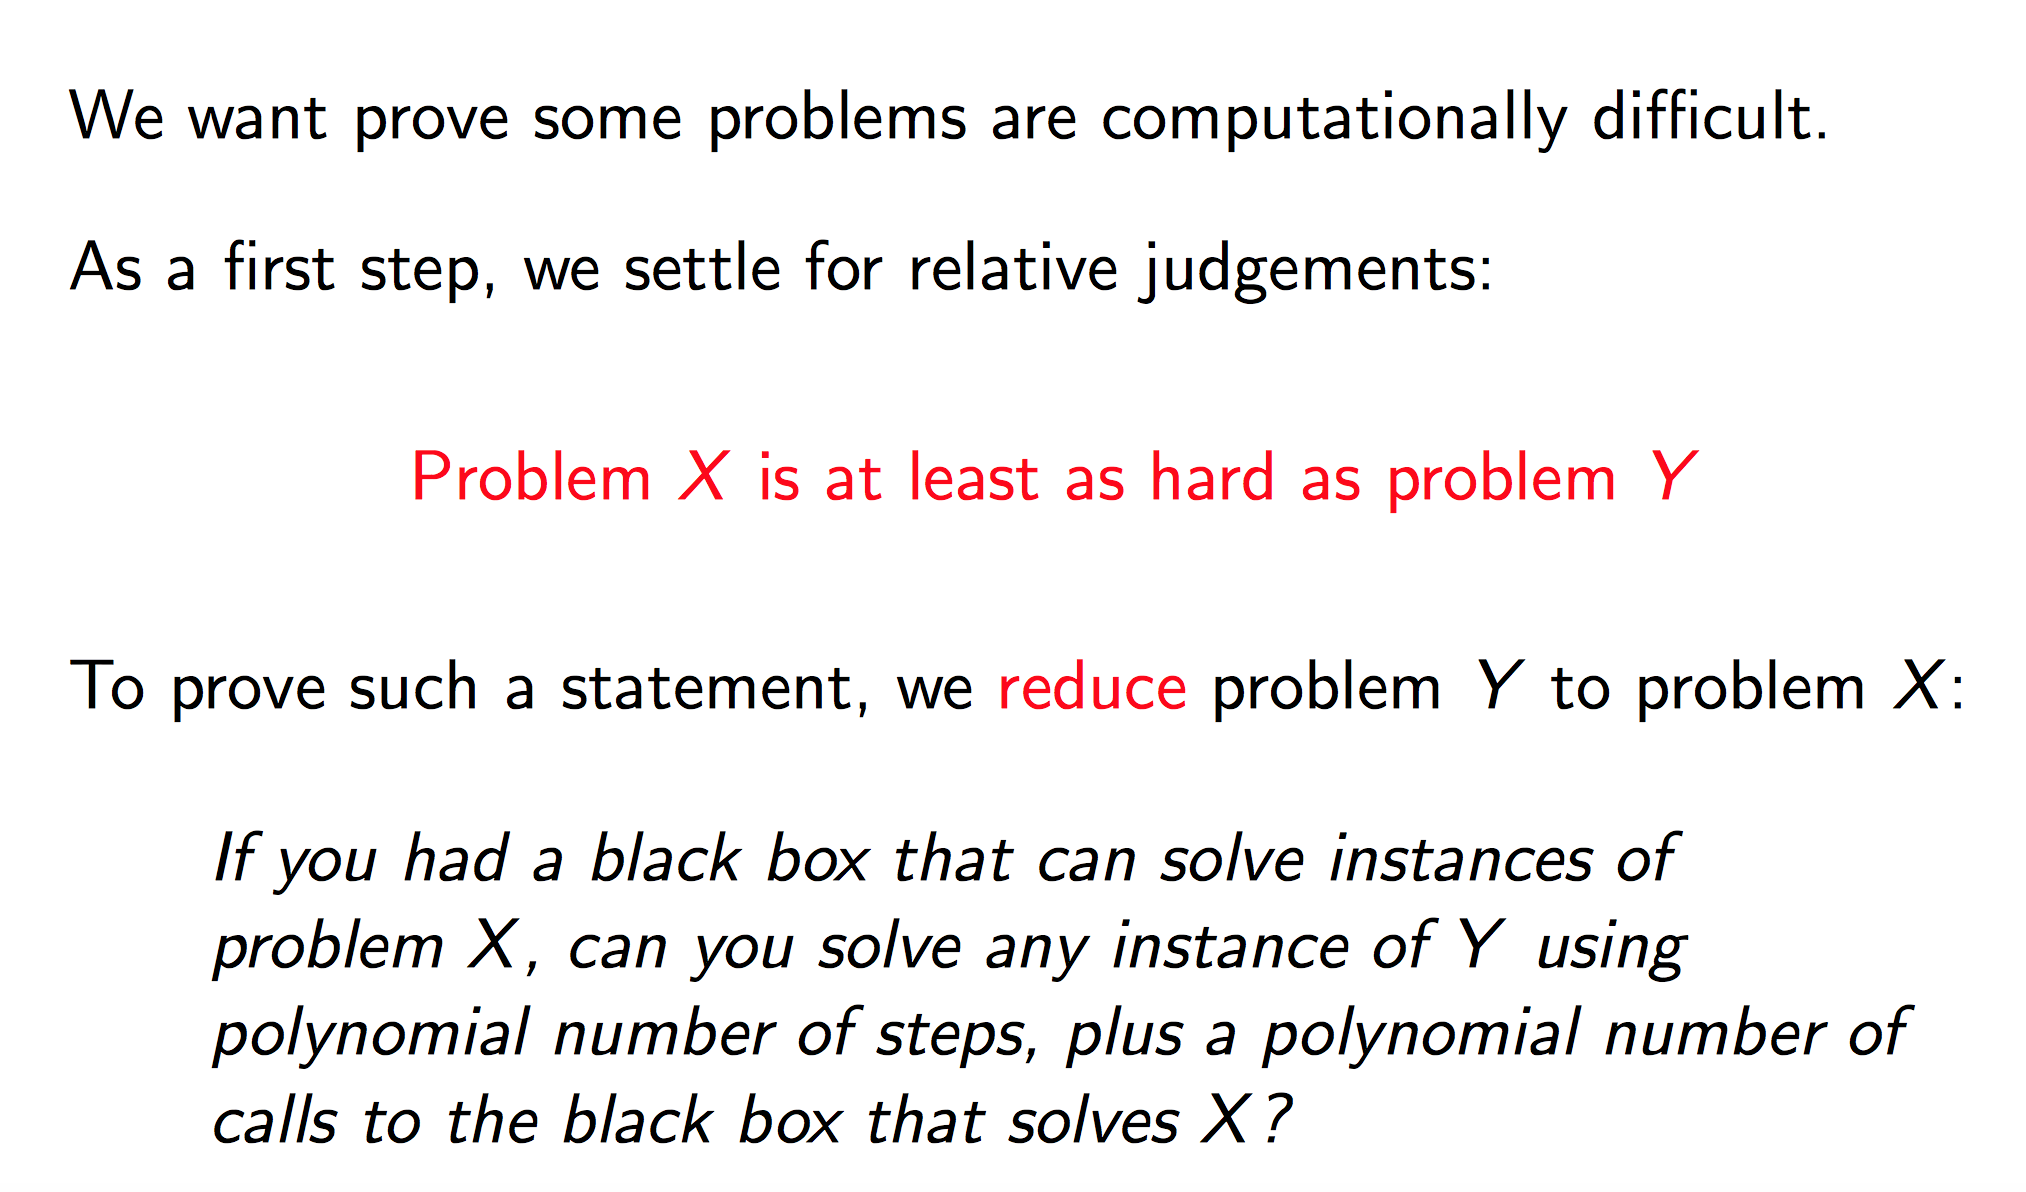 We want prove some problems are computationally difficult.
As a first step, we settle for relative judgements:
Problem X is at least as hard as problem Y
To prove such a statement, we reduce problem Y to problem X:
If you had a black box that can solve instances of
problem X, can you solve any instance of Y using
polynomial number of steps, plus a polynomial number of
calls to the black box that solves X?